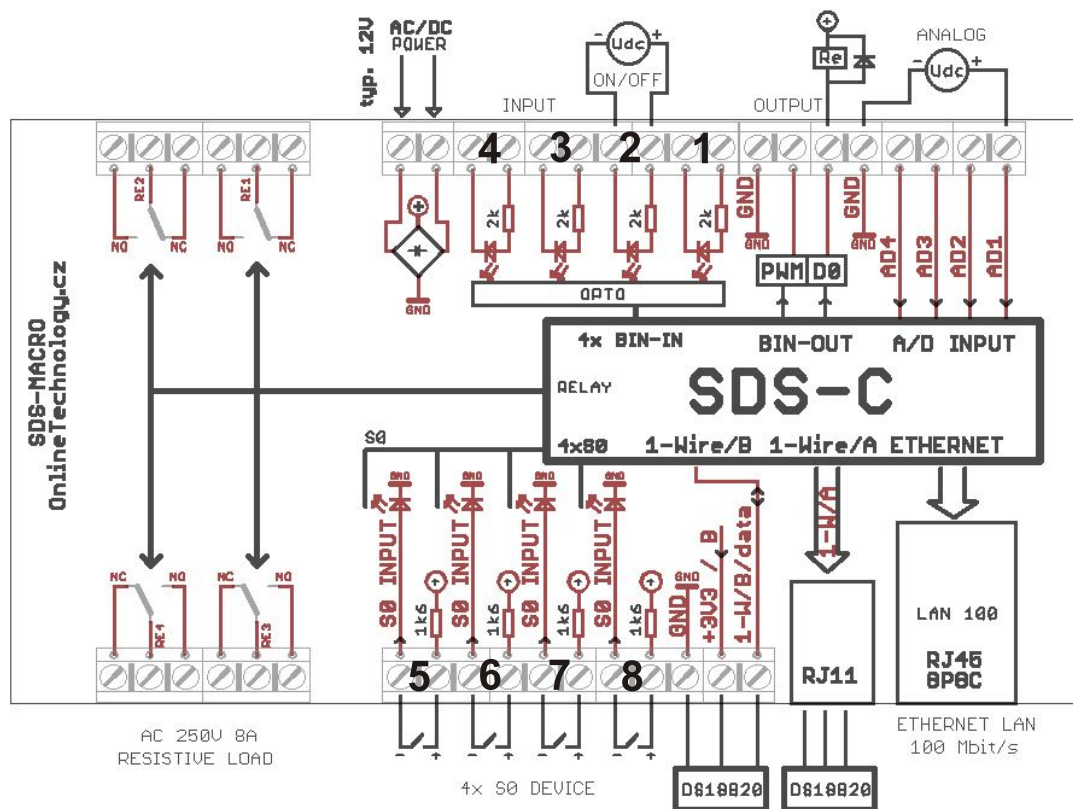 typ. 12V
AC/DC
POWER
- Udc +
ON/OFF
INPUT
+
Re
OUTPUT
ANALOG
- Udc +
4 3 2 1
RE2
RE1
NO NC NO NC
+
GND
2k 2k 2k 2k
OPTO
GND
GND
PWM D0
GND
GND
AD4
AD3
AD2
AD1
SDS-MACRO
OnlineTechnology.cz
4x BIN-IN
BIN-OUT
A/D INPUT
RELAY
SDS-C
S0
4xS0
1-Wire/B
1-Wire/A
ETHERNET
GND GND GND GND
S0 INPUT
S0 INPUT
S0 INPUT
S0 INPUT
+ + + +
1k6 1k6 1k6 1k6
GND
GND
+3V3 / B
1-W/B/data
1-W/A
NC NO NC NO
RE4
RE3
5 6 7 8
RJ11
LAN 100
RJ45
8P8C
- + - + - + - +
AC 250V 8A
RESISTIVE LOAD
4x S0 DEVICE
DS18B20
DS18B20
ETHERNET LAN
100 Mbit/s